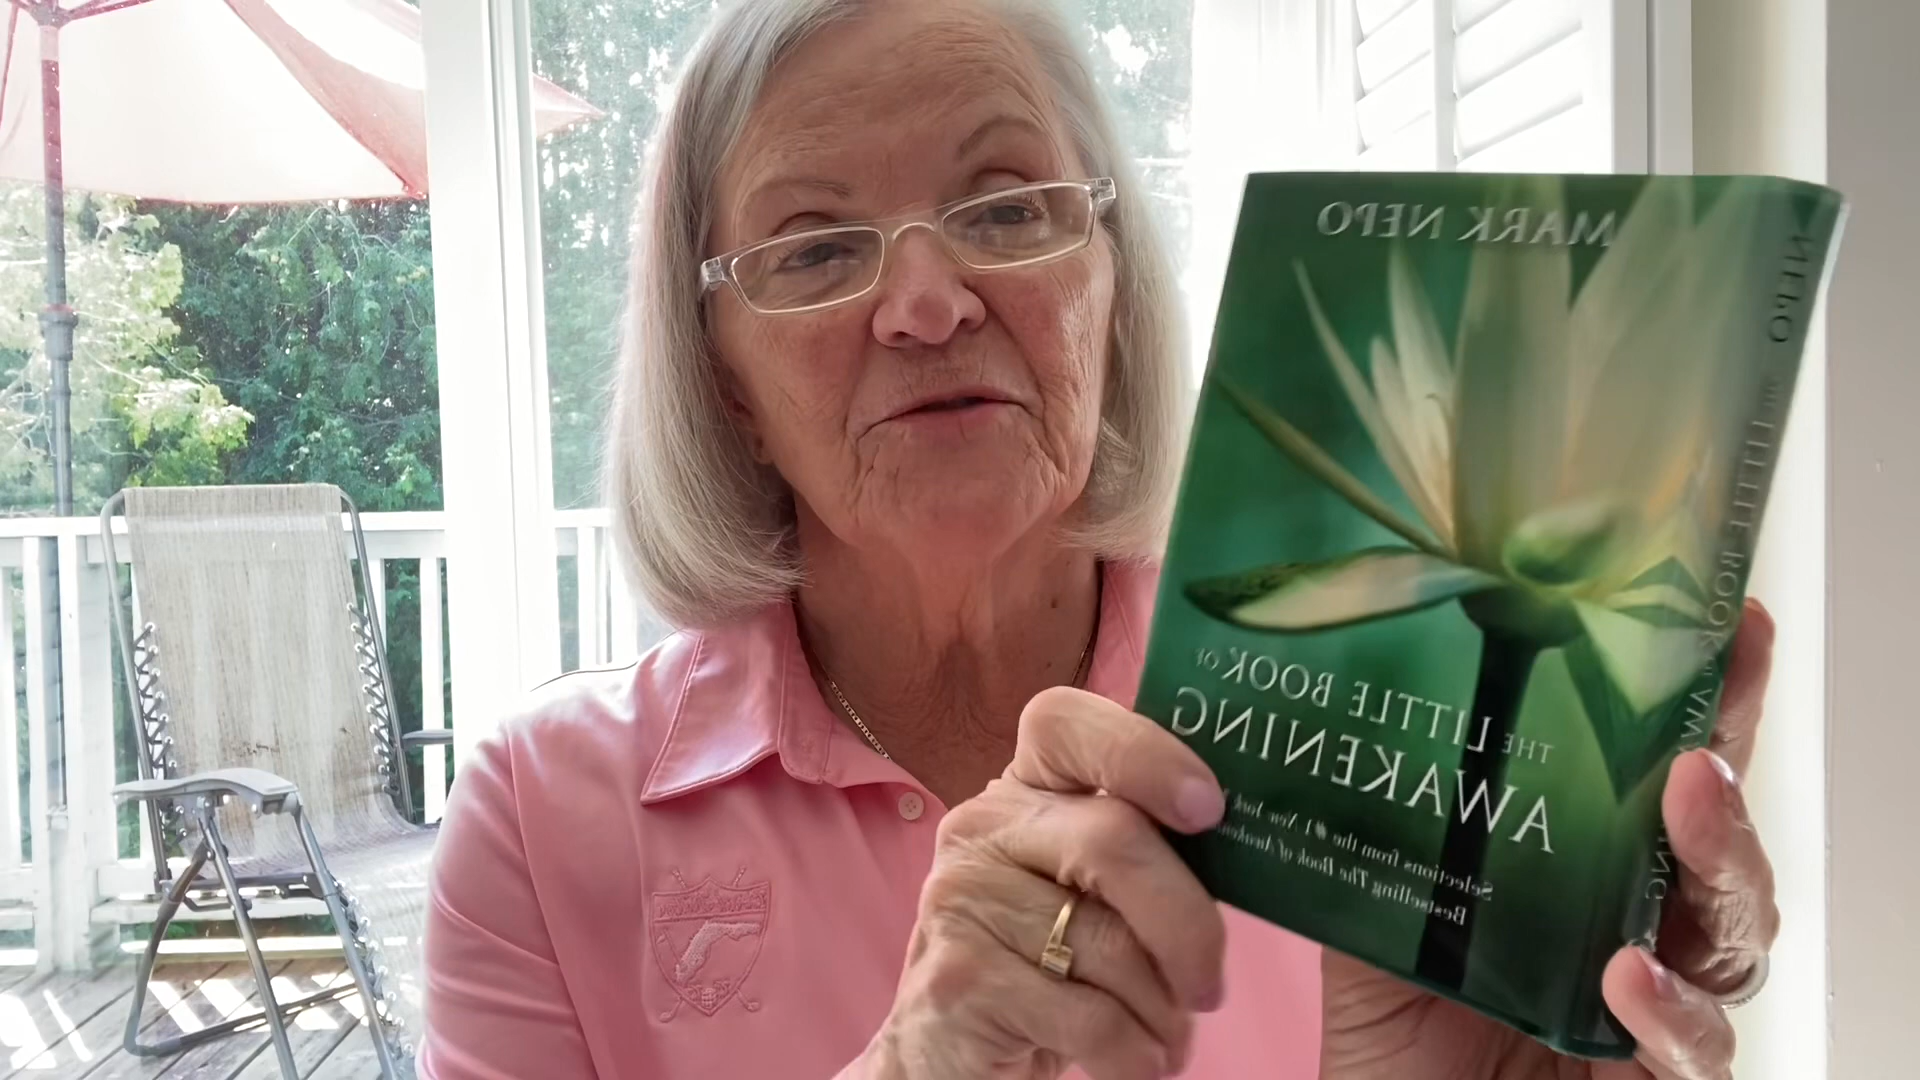 MARK NEPO
THE LITTLE BOOK OF
AWAKENING
Selections from the #1 New York
Bestselling The Book of
NEPO THE LITTLE BOOK OF